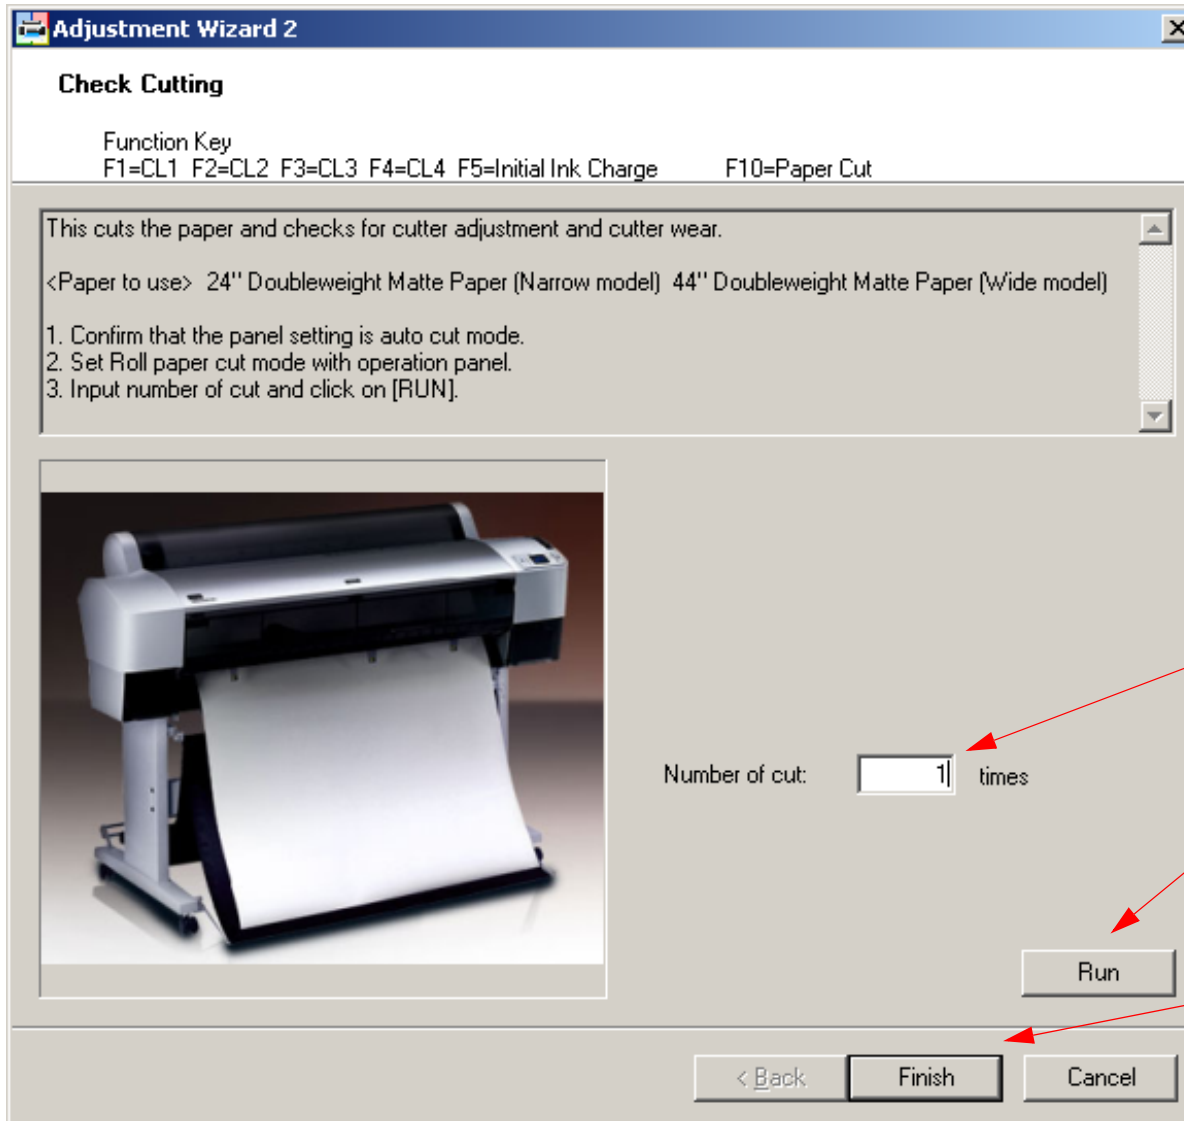 Adjustment Wizard 2
Check Cutting
Function Key
F1=CL1 F2=CL2 F3=CL3 F4=CL4 F5=Initial Ink Charge F10=Paper Cut
This cuts the paper and checks for cutter adjustment and cutter wear.
<Paper to use> 24" Doubleweight Matte Paper (Narrow model) 44" Doubleweight Matte Paper (Wide model)
1. Confirm that the panel setting is auto cut mode.
2. Set Roll paper cut mode with operation panel.
3. Input number of cut and click on [RUN].
Number of cut: 1 times
Run
< Back Finish Cancel